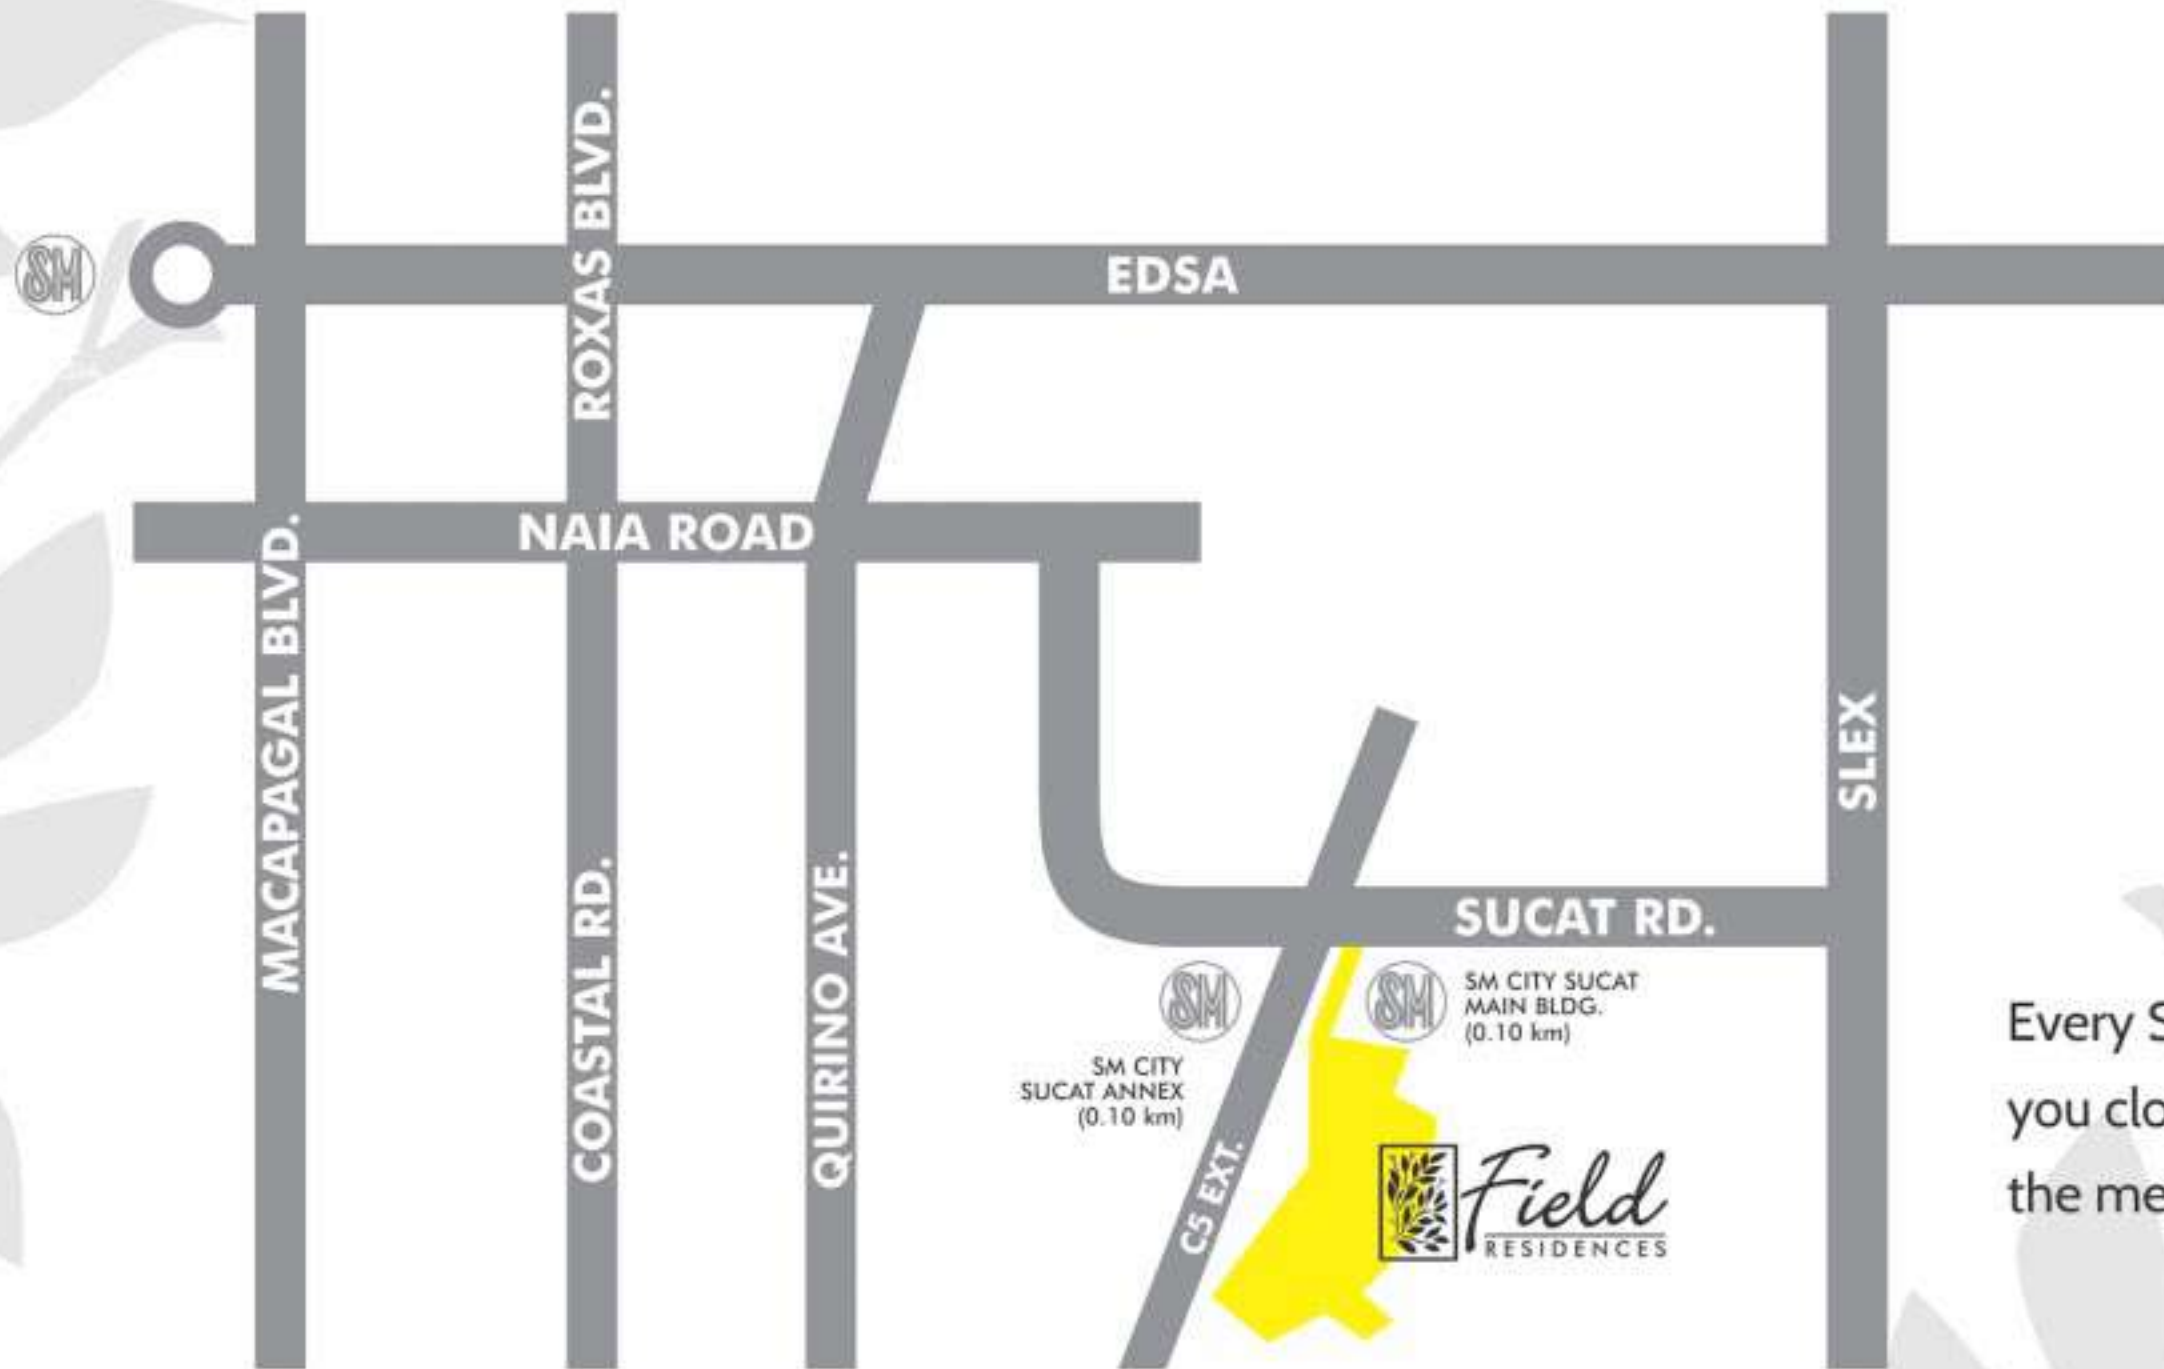 ROXAS BLVD.
SM
EDSA
NAIA ROAD
MACAPAGAL BLVD.
SLEX
COASTAL RD.
QUIRINO AVE.
SUCAT RD.
SM
SM
SM CITY SUCAT
MAIN BLDG.
(0.10 km)
SM CITY
SUCAT ANNEX
(0.10 km)
C5 EXT.
Field
RESIDENCES
Every S
you clo
the me